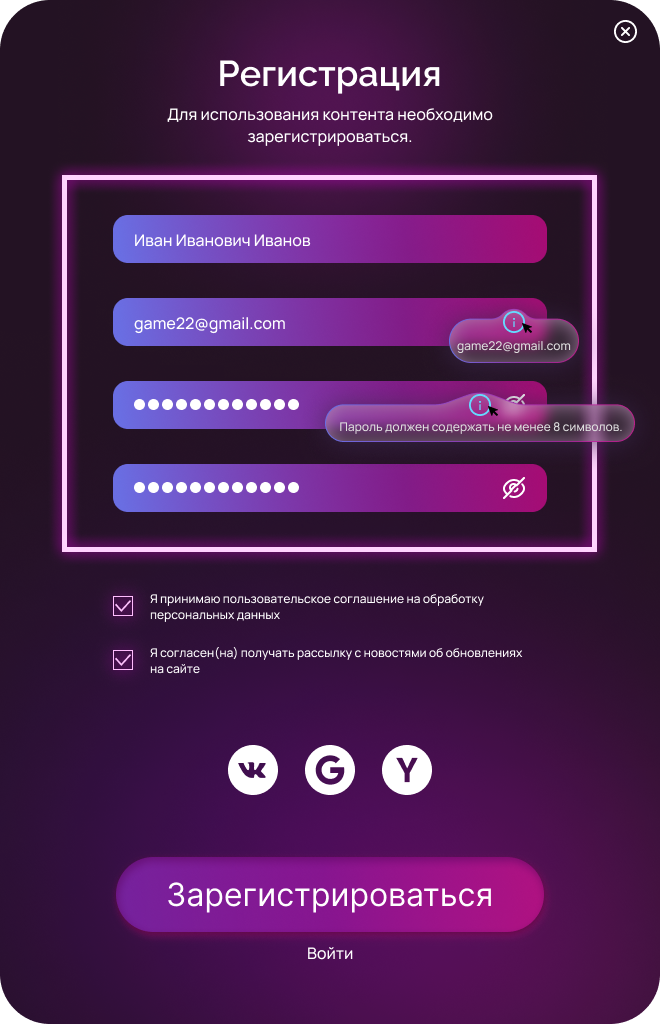 Регистрация
Для использования контента необходимо
зарегистрироваться.
Иван Иванович Иванов
game22@gmail.com
game22@gmail.com
Пароль должен содержать не менее 8 символов.
Я принимаю пользовательское соглашение на обработку
персональных данных
Я согласен(на) получать рассылку с новостями об обновлениях
на сайте
G Y
Зарегистрироваться
Войти